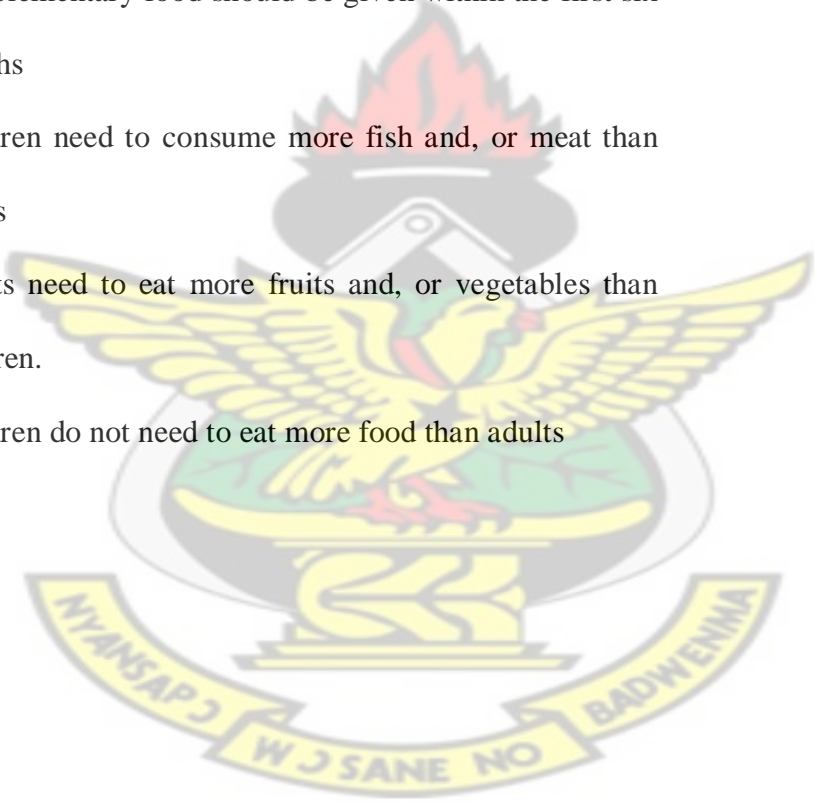 should be given within the first six
hs
ren need to consume more fish and, or meat than
s
ts need to eat more fruits and, or vegetables than
ren.
ren do not need to eat more food than adults
NYANSAPƆ
WƆ SANE NO
BADWENMA